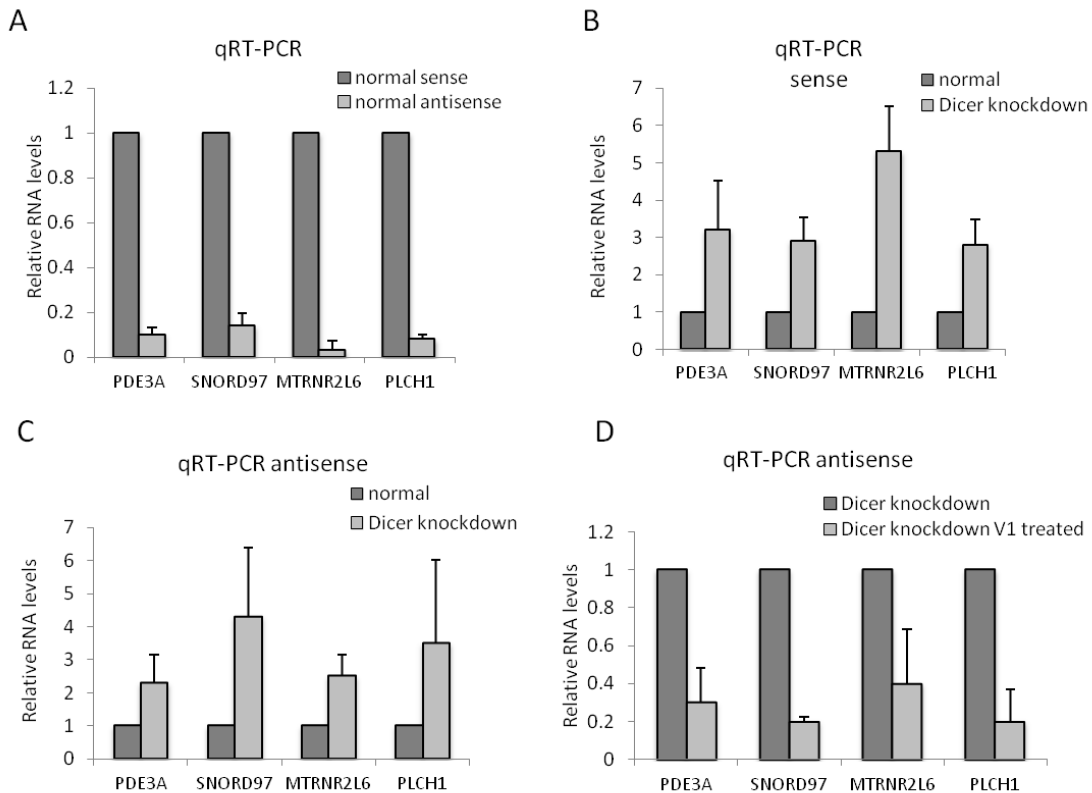 A
qRT-PCR
normal sense
normal antisense
1.2
1
0.8
0.6
0.4
0.2
0
Relative RNA levels
PDE3A SNORD97 MTRNR2L6 PLCH1
B
qRT-PCR
sense
normal
Dicer knockdown
7
6
5
4
3
2
1
0
Relative RNA levels
PDE3A SNORD97 MTRNR2L6 PLCH1
C
qRT-PCR antisense
normal
Dicer knockdown
7
6
5
4
3
2
1
0
Relative RNA levels
PDE3A SNORD97 MTRNR2L6 PLCH1
D
qRT-PCR antisense
Dicer knockdown
Dicer knockdown V1 treated
1.2
1
0.8
0.6
0.4
0.2
0
Relative RNA levels
PDE3A SNORD97 MTRNR2L6 PLCH1